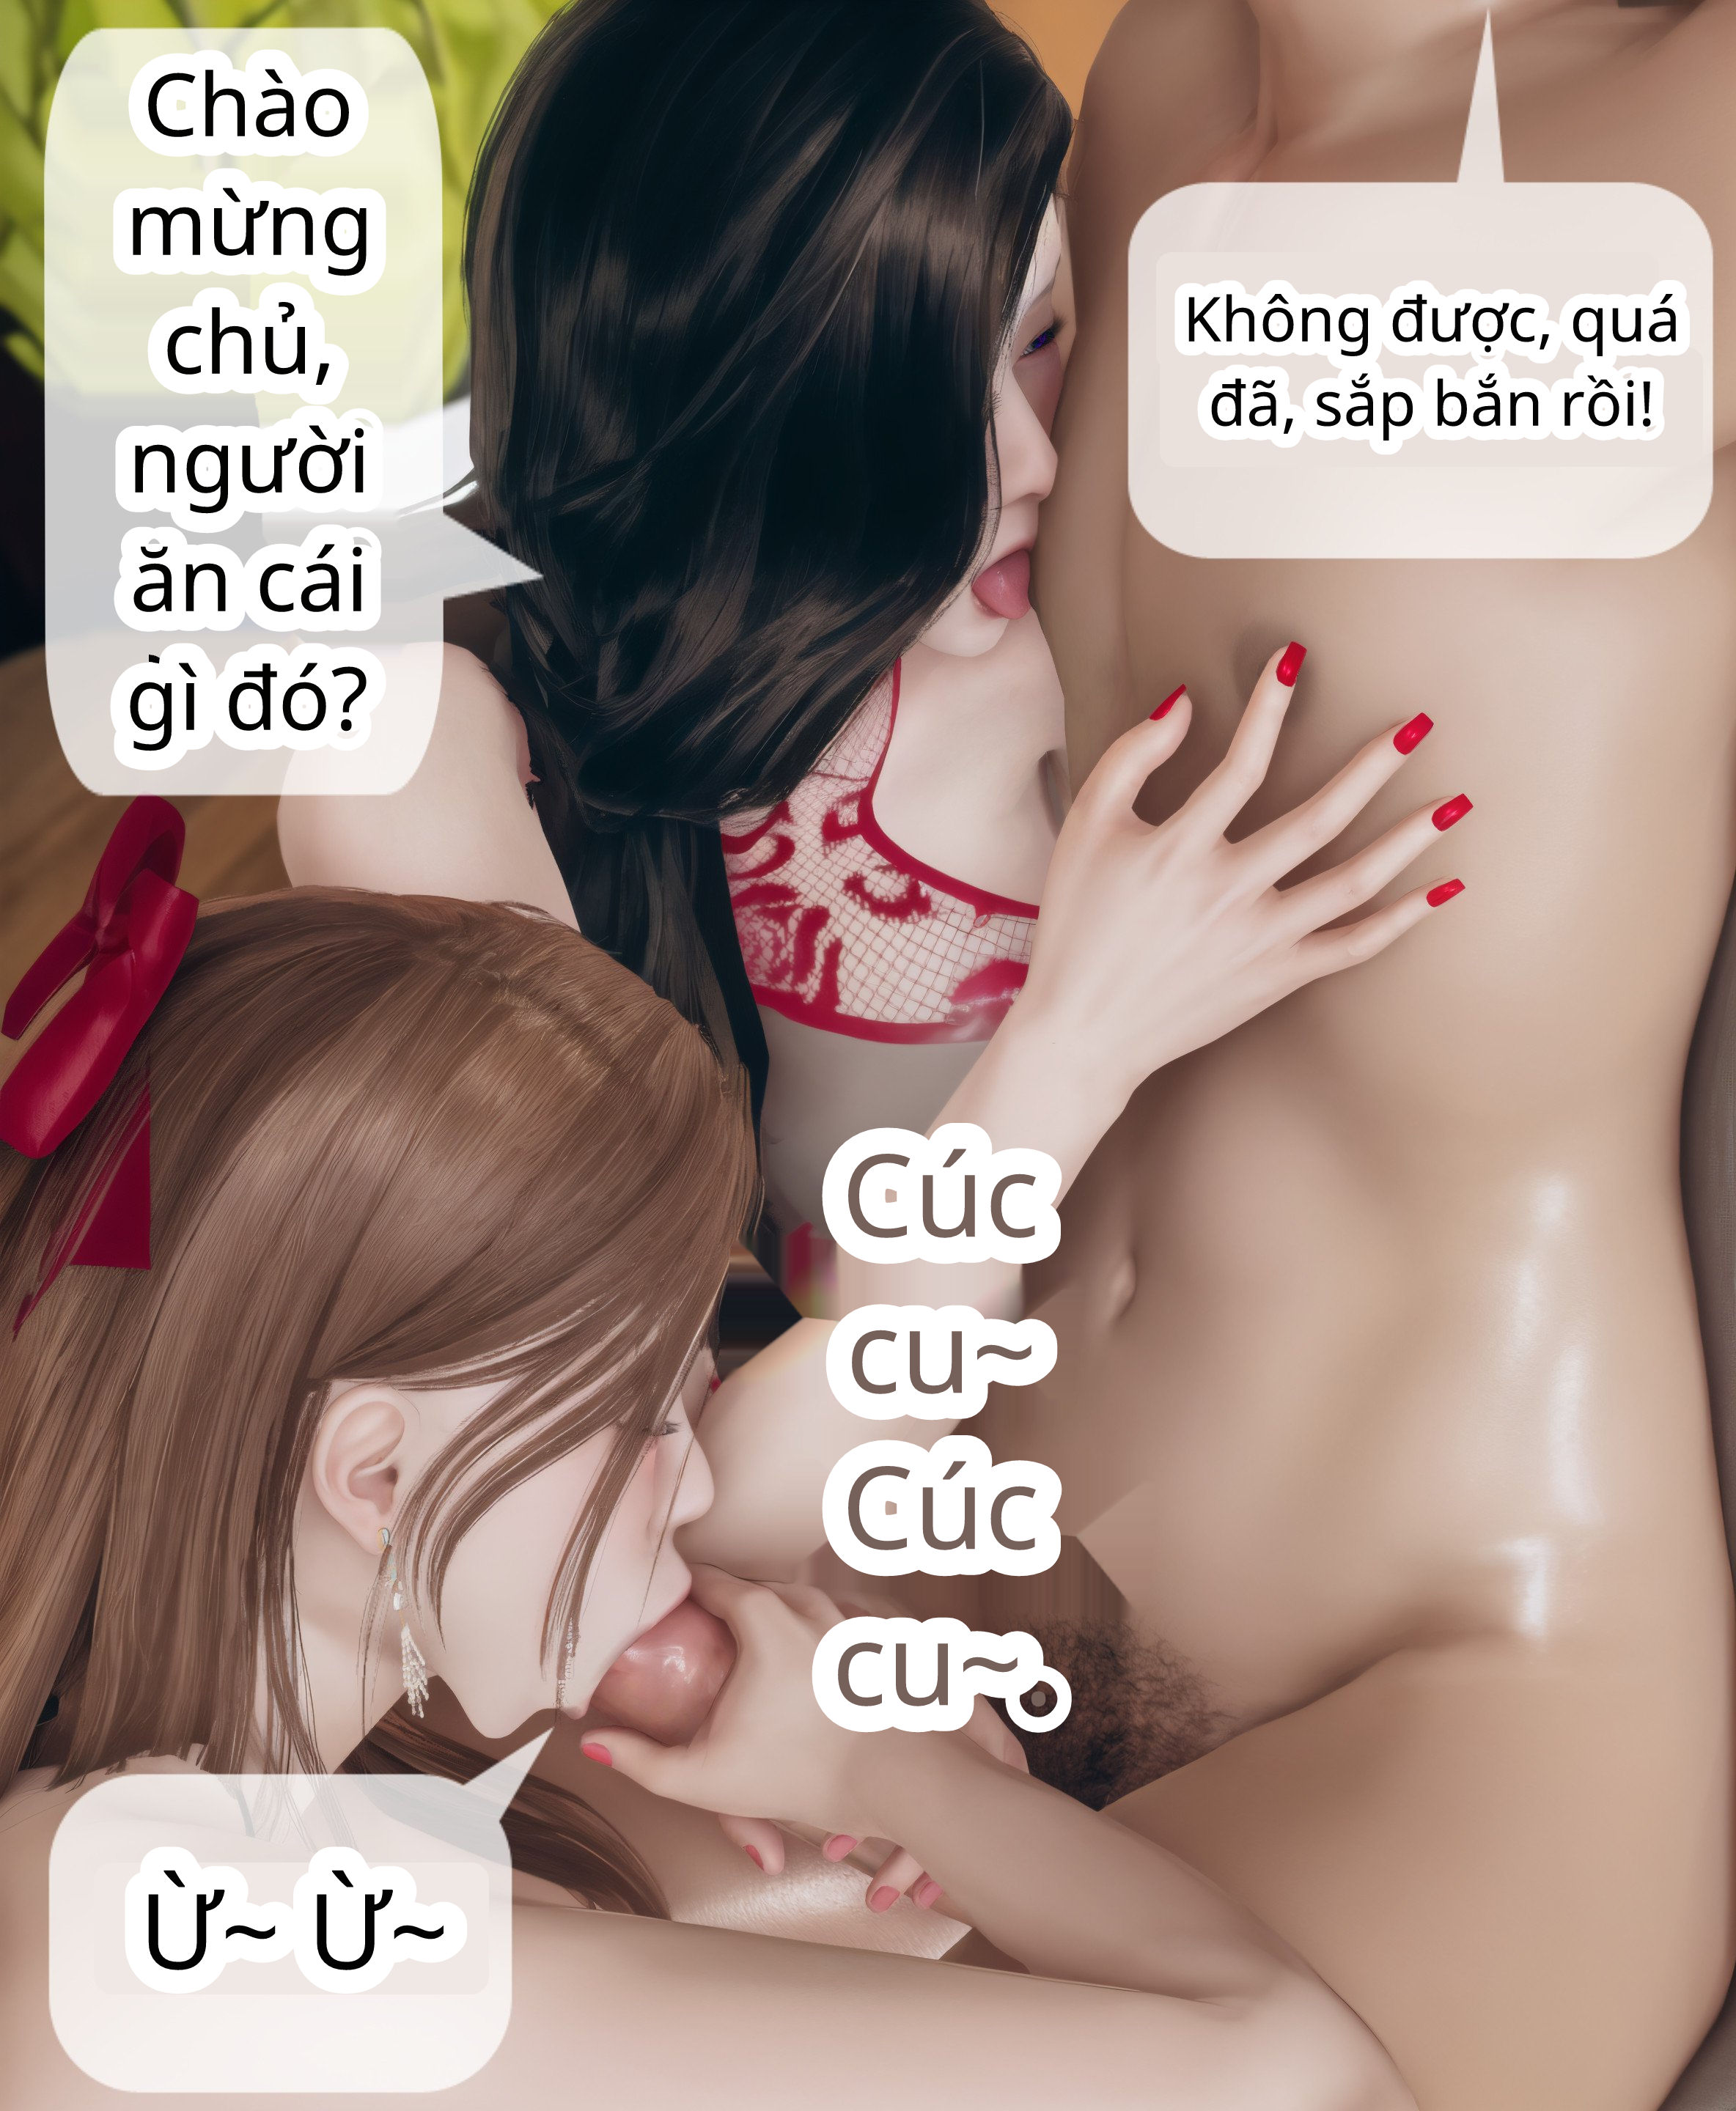 Chào
mừng
chủ,
người
ăn cái
gì đó?
Không được, quá
đã, sắp bắn rồi!
Cúc
cu~
Cúc
cu~。
Ừ~ Ừ~